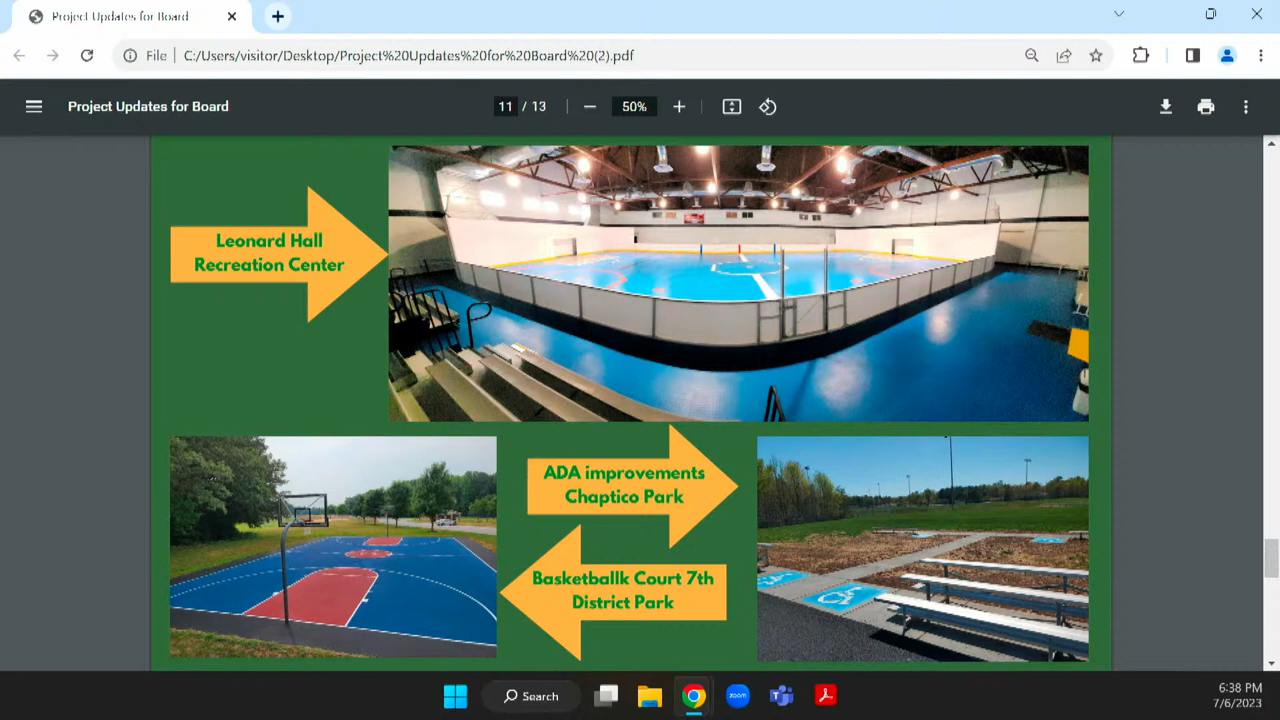 Project Updates for Board
File
C:/Users/visitor/Desktop/Project%20Updates%20for%20Board%20(2).pdf
Project Updates for Board
11 / 13
50%
Leonard Hall
Recreation Center
ADA improvements
Chaptico Park
Basketballk Court 7th
District Park
Search
zoom
6:38 PM
7/6/2023